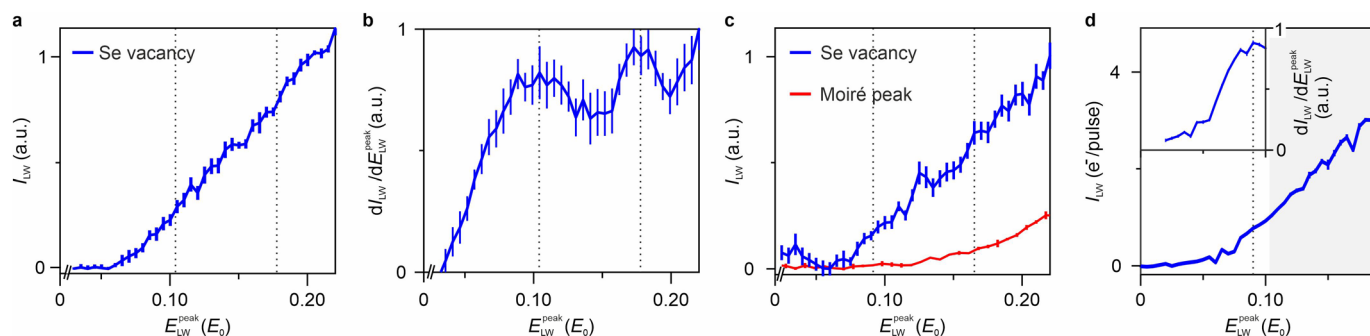 a
Se vacancy
1
0
I_LW (a.u.)
0
0.10
0.20
E_LW^peak (E_0)
b
1
0
dI_LW/dE_LW^peak (a.u.)
0
0.10
0.20
E_LW^peak (E_0)
c
Se vacancy
Moiré peak
1
0
I_LW (a.u.)
0
0.10
0.20
E_LW^peak (E_0)
d
4
0
I_LW (e⁻/pulse)
1
0
dI_LW/dE_LW^peak
(a.u.)
0
0.10
E_LW^peak (E_0)